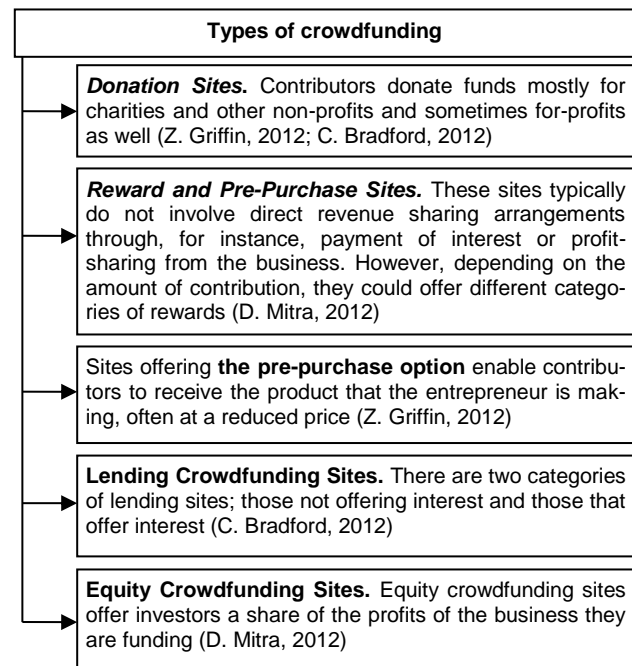 Types of crowdfunding
Donation Sites. Contributors donate funds mostly for
charities and other non-profits and sometimes for-profits
as well (Z. Griffin, 2012; C. Bradford, 2012)
Reward and Pre-Purchase Sites. These sites typically
do not involve direct revenue sharing arrangements
through, for instance, payment of interest or profit-
sharing from the business. However, depending on the
amount of contribution, they could offer different catego-
ries of rewards (D. Mitra, 2012)
Sites offering the pre-purchase option enable contribu-
tors to receive the product that the entrepreneur is mak-
ing, often at a reduced price (Z. Griffin, 2012)
Lending Crowdfunding Sites. There are two categories
of lending sites; those not offering interest and those that
offer interest (C. Bradford, 2012)
Equity Crowdfunding Sites. Equity crowdfunding sites
offer investors a share of the profits of the business they
are funding (D. Mitra, 2012)